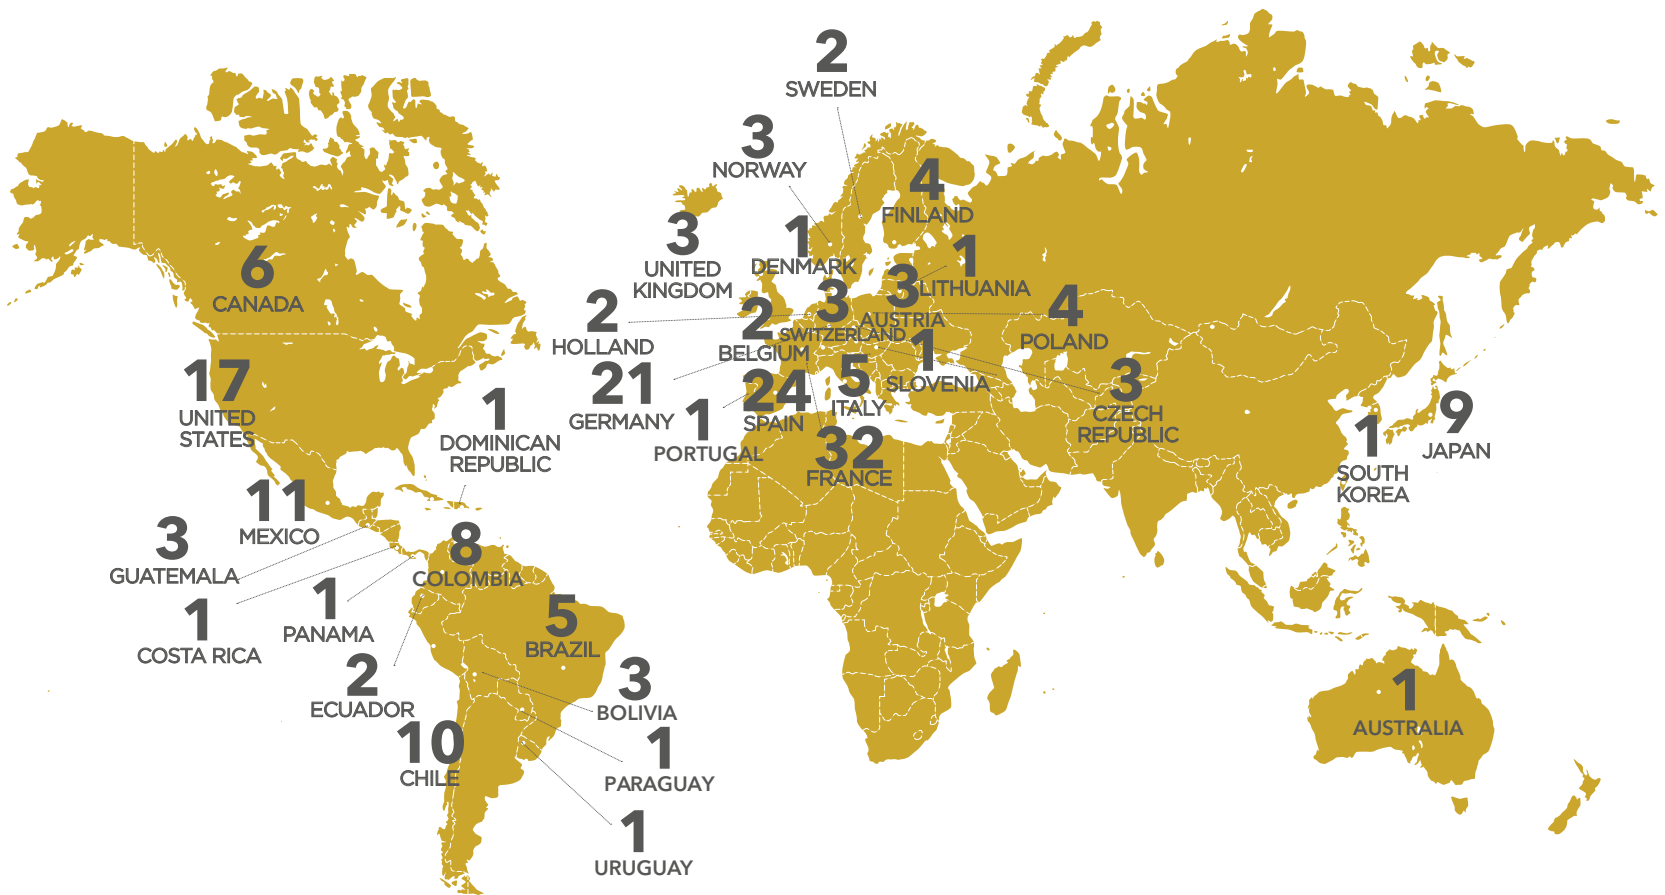 2
SWEDEN
3
NORWAY
4
FINLAND
3
UNITED
KINGDOM
1
DENMARK
1
LITHUANIA
6
CANADA
2
HOLLAND
2
BELGIUM
3
SWITZERLAND
3
AUSTRIA
4
POLAND
17
UNITED
STATES
21
GERMANY
24
SPAIN
5
ITALY
1
SLOVENIA
3
CZECH
REPUBLIC
1
DOMINICAN
REPUBLIC
1
PORTUGAL
32
FRANCE
9
JAPAN
1
SOUTH
KOREA
11
MEXICO
3
GUATEMALA
8
COLOMBIA
1
COSTA RICA
1
PANAMA
5
BRAZIL
2
ECUADOR
3
BOLIVIA
10
CHILE
1
PARAGUAY
1
AUSTRALIA
1
URUGUAY